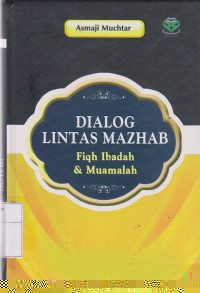 Asmaji Muchtar
DIALOG
LINTAS MAZHAB
Fiqh Ibadah
& Muamalah